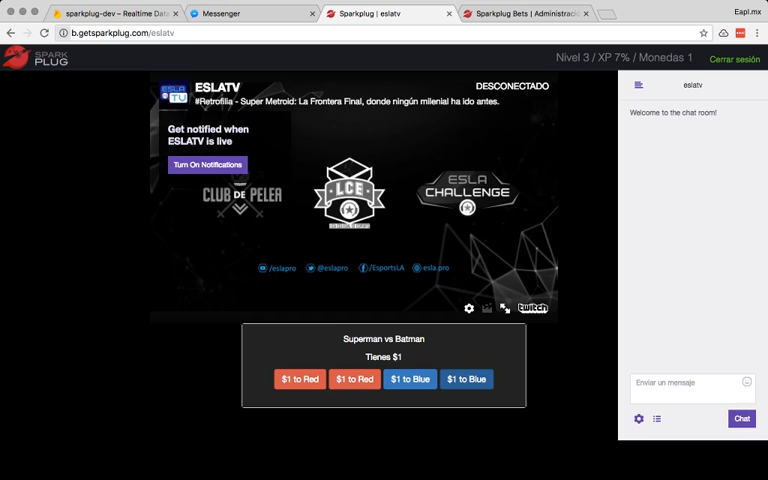 sparkplug-dev – Realtime Data
Messenger
Sparkplug | eslatv
Sparkplug Bets | Administraci
Eapl.mx
b.getsparkplug.com/eslatv
SPARK
PLUG
Nivel 3 / XP 7% / Monedas 1
Cerrar sesión
ESLA
TV
ESLATV
DESCONECTADO
#Retrofilia - Super Metroid: La Frontera Final, donde ningún milenial ha ido antes.
Get notified when
ESLATV is live
Turn On Notifications
CLUB DE PELEA
LCE
ESLA
CHALLENGE
/eslapro
@eslapro
/EsportsLA
esla.pro
twitch
Superman vs Batman
Tienes $1
$1 to Red
$1 to Red
$1 to Blue
$1 to Blue
eslatv
Welcome to the chat room!
Enviar un mensaje
Chat